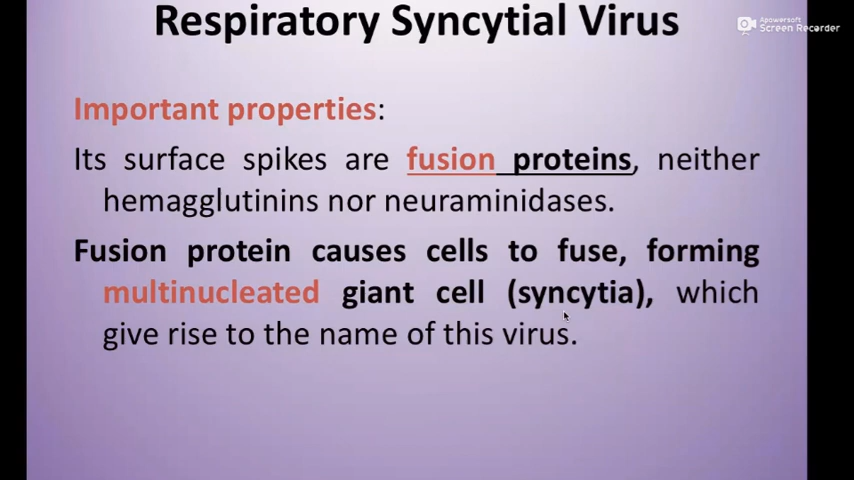 Respiratory Syncytial Virus
Apowersoft
Screen Recorder
Important properties:
Its surface spikes are fusion proteins, neither
hemagglutinins nor neuraminidases.
Fusion protein causes cells to fuse, forming
multinucleated giant cell (syncytia), which
give rise to the name of this virus.